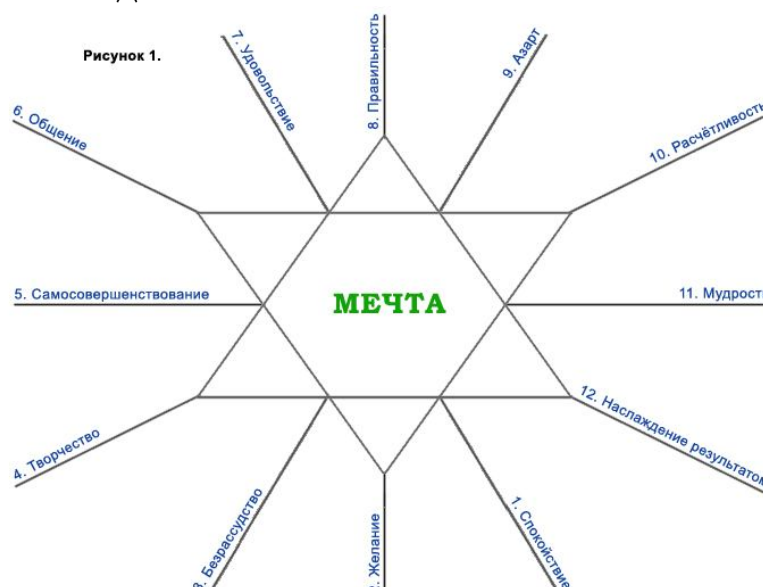 Рисунок 1.
7. Удовольствие
8. Правильность
9. Азарт
6. Общение
10. Расчётливость
5. Самосовершенствование
МЕЧТА
11. Мудрость
12. Наслаждение результатом
4. Творчество
3. Безрассудство
Желание
1. Спокойствие